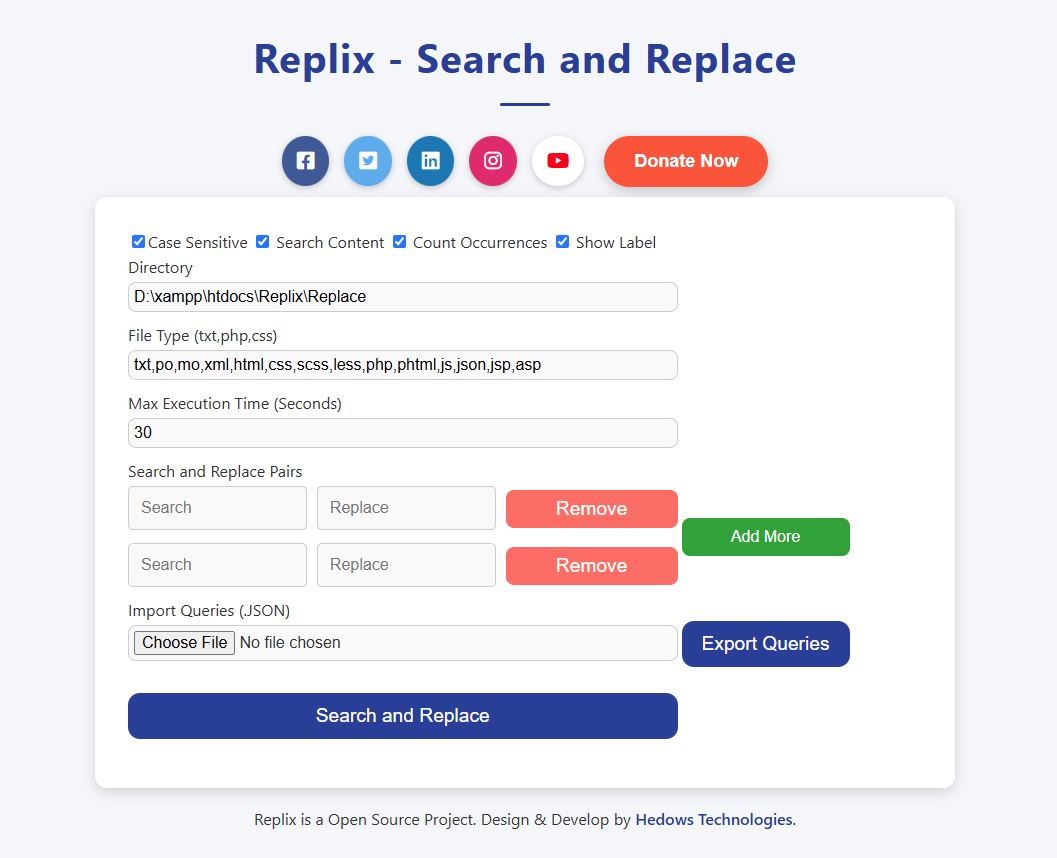 Replix - Search and Replace
Donate Now
Case Sensitive Search Content Count Occurrences Show Label
Directory
D:\xampp\htdocs\Replix\Replace
File Type (txt,php,css)
txt,po,mo,xml,html,css,scss,less,php,phtml,js,json,jsp,asp
Max Execution Time (Seconds)
30
Search and Replace Pairs
Search Replace Remove
Add More
Search Replace Remove
Import Queries (.JSON)
Choose File No file chosen Export Queries
Search and Replace
Replix is a Open Source Project. Design & Develop by Hedows Technologies.